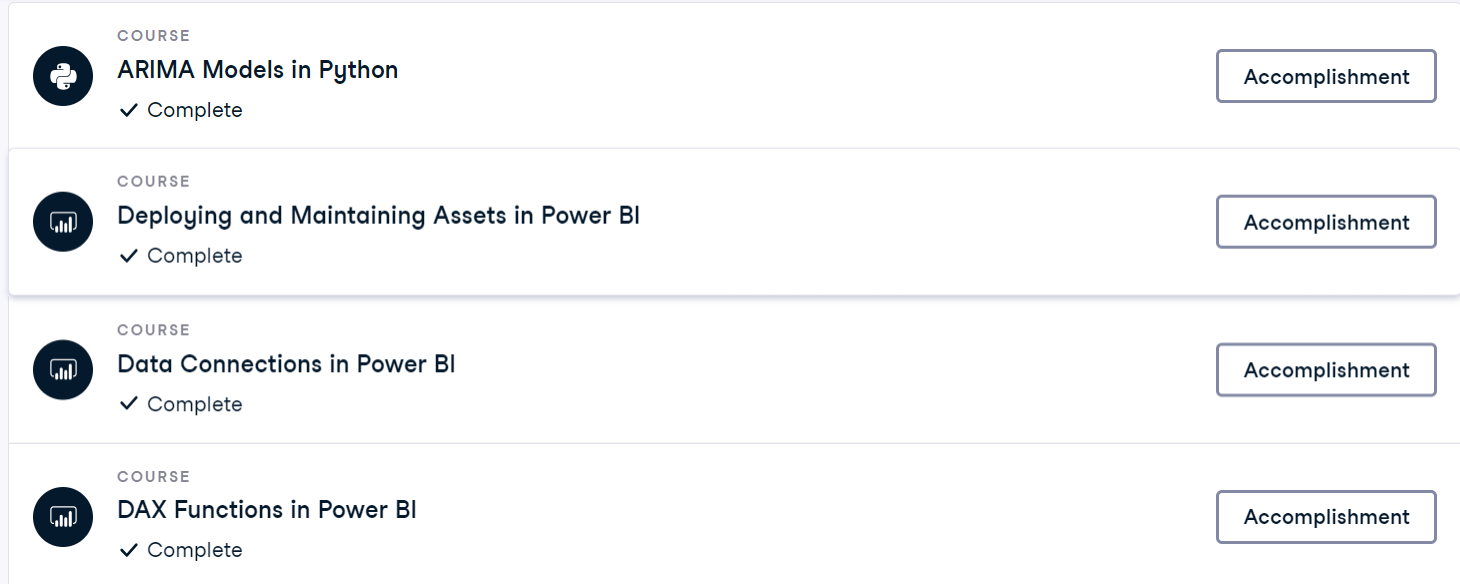 COURSE
ARIMA Models in Python
Complete
Accomplishment
COURSE
Deploying and Maintaining Assets in Power BI
Complete
Accomplishment
COURSE
Data Connections in Power BI
Complete
Accomplishment
COURSE
DAX Functions in Power BI
Complete
Accomplishment